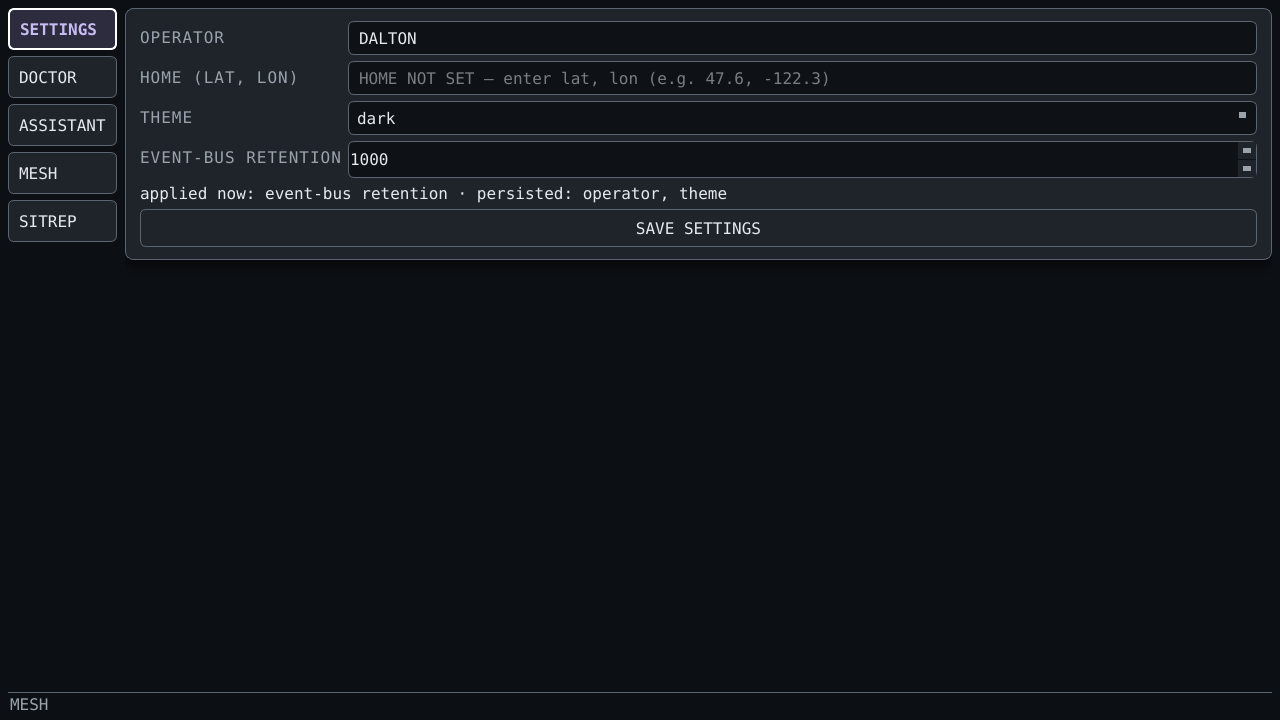 SETTINGS
DOCTOR
ASSISTANT
MESH
SITREP
OPERATOR DALTON
HOME (LAT, LON) HOME NOT SET — enter lat, lon (e.g. 47.6, -122.3)
THEME dark
EVENT-BUS RETENTION 1000
applied now: event-bus retention · persisted: operator, theme
SAVE SETTINGS
MESH